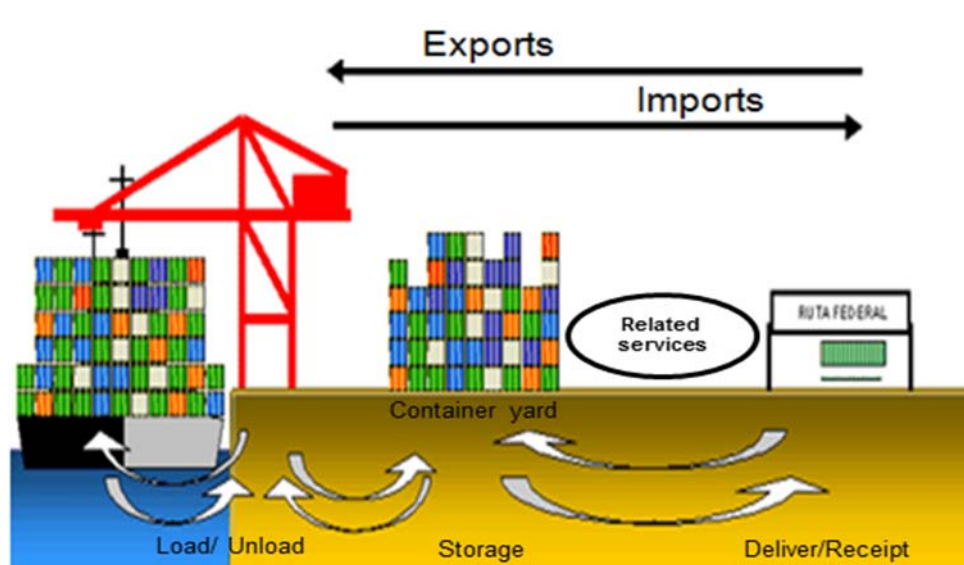 Exports
Imports
Related
services
RUTA FEDERAL
Container yard
Load/ Unload
Storage
Deliver/Receipt